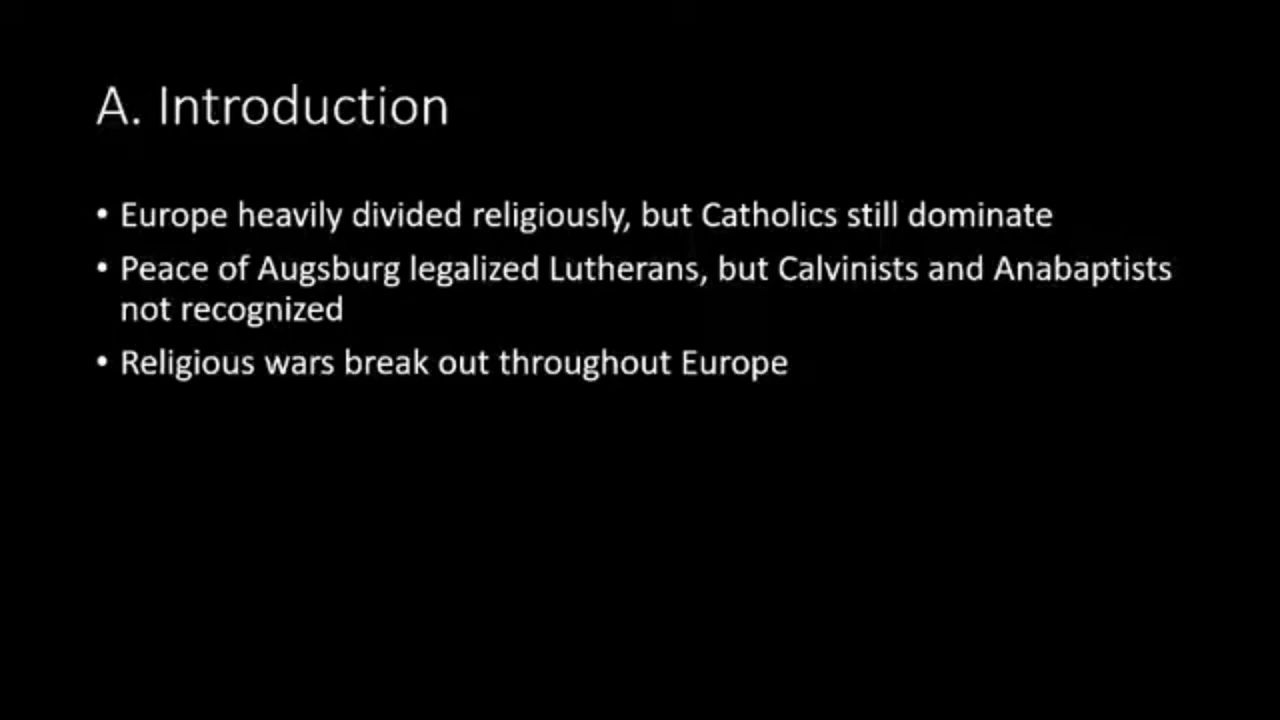 A. Introduction
• Europe heavily divided religiously, but Catholics still dominate
• Peace of Augsburg legalized Lutherans, but Calvinists and Anabaptists
not recognized
• Religious wars break out throughout Europe